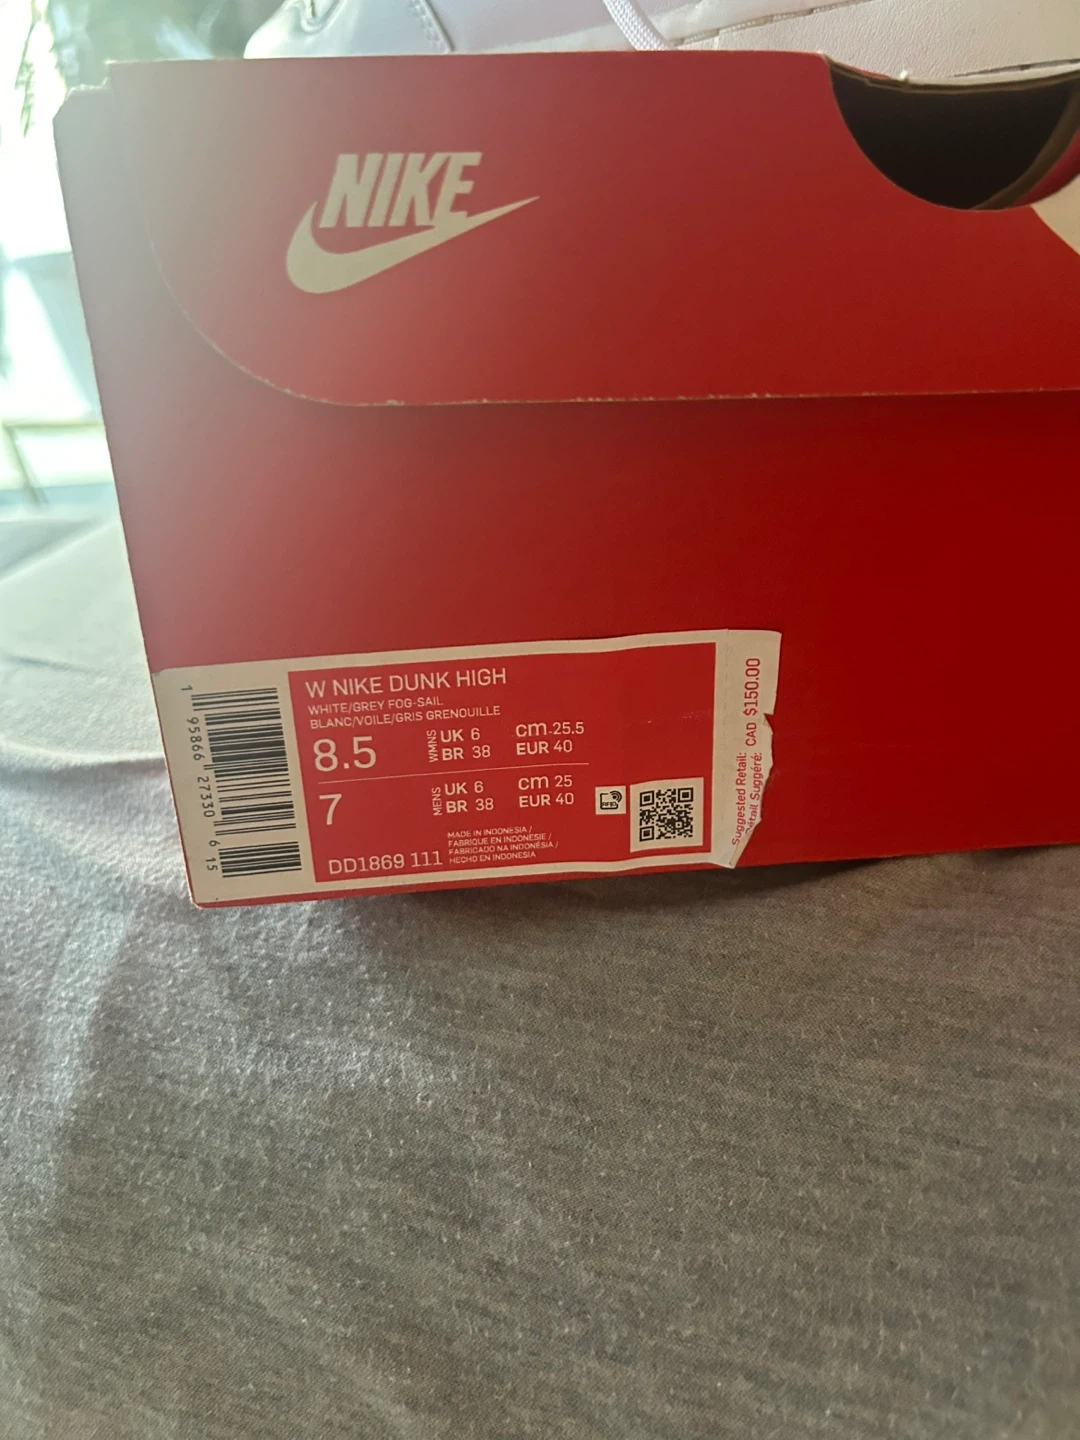 NIKE
W NIKE DUNK HIGH
WHITE/GREY FOG-SAIL
BLANC/VOILE/GRIS GRENOUILLE
8.5
WMNS
UK 6
BR 38
cm 25.5
EUR 40
7
MENS
UK 6
BR 38
cm 25
EUR 40
RFID
DD1869 111
MADE IN INDONESIA /
FABRIQUE EN INDONESIE /
FABRICADO NA INDONÉSIA /
HECHO EN INDONESIA
1 95866 27330 6 15
Suggested Retail: CAD $150.00
Détail Suggéré: